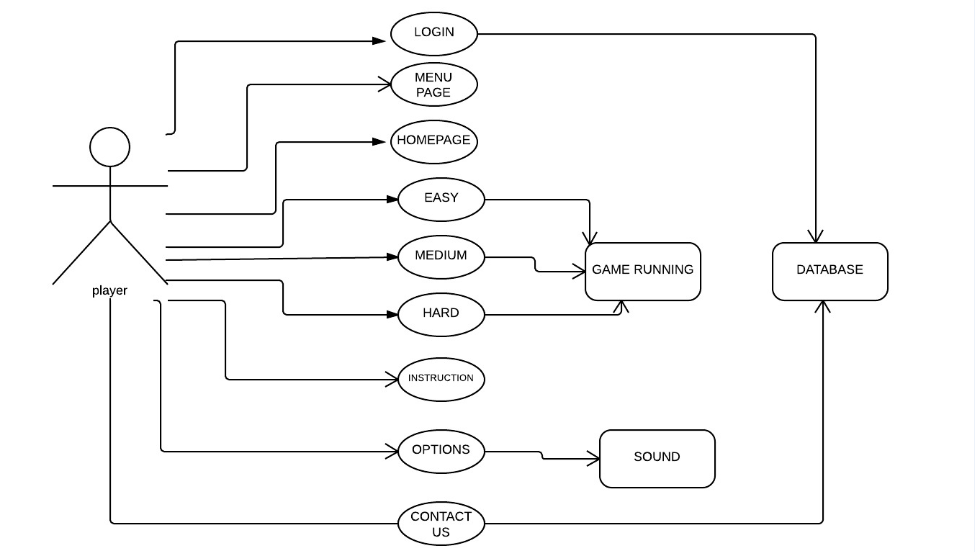 LOGIN
MENU
PAGE
HOMEPAGE
EASY
MEDIUM
GAME RUNNING
DATABASE
player
HARD
INSTRUCTION
OPTIONS
SOUND
CONTACT
US